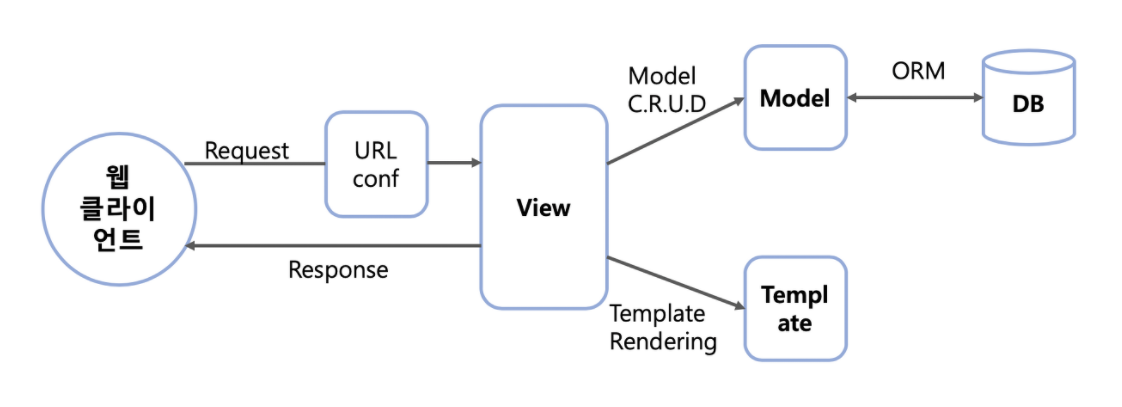 웹
클라이
언트
Request
URL
conf
Response
View
Model
C.R.U.D
Model
ORM
DB
Template
Rendering
Templ
ate